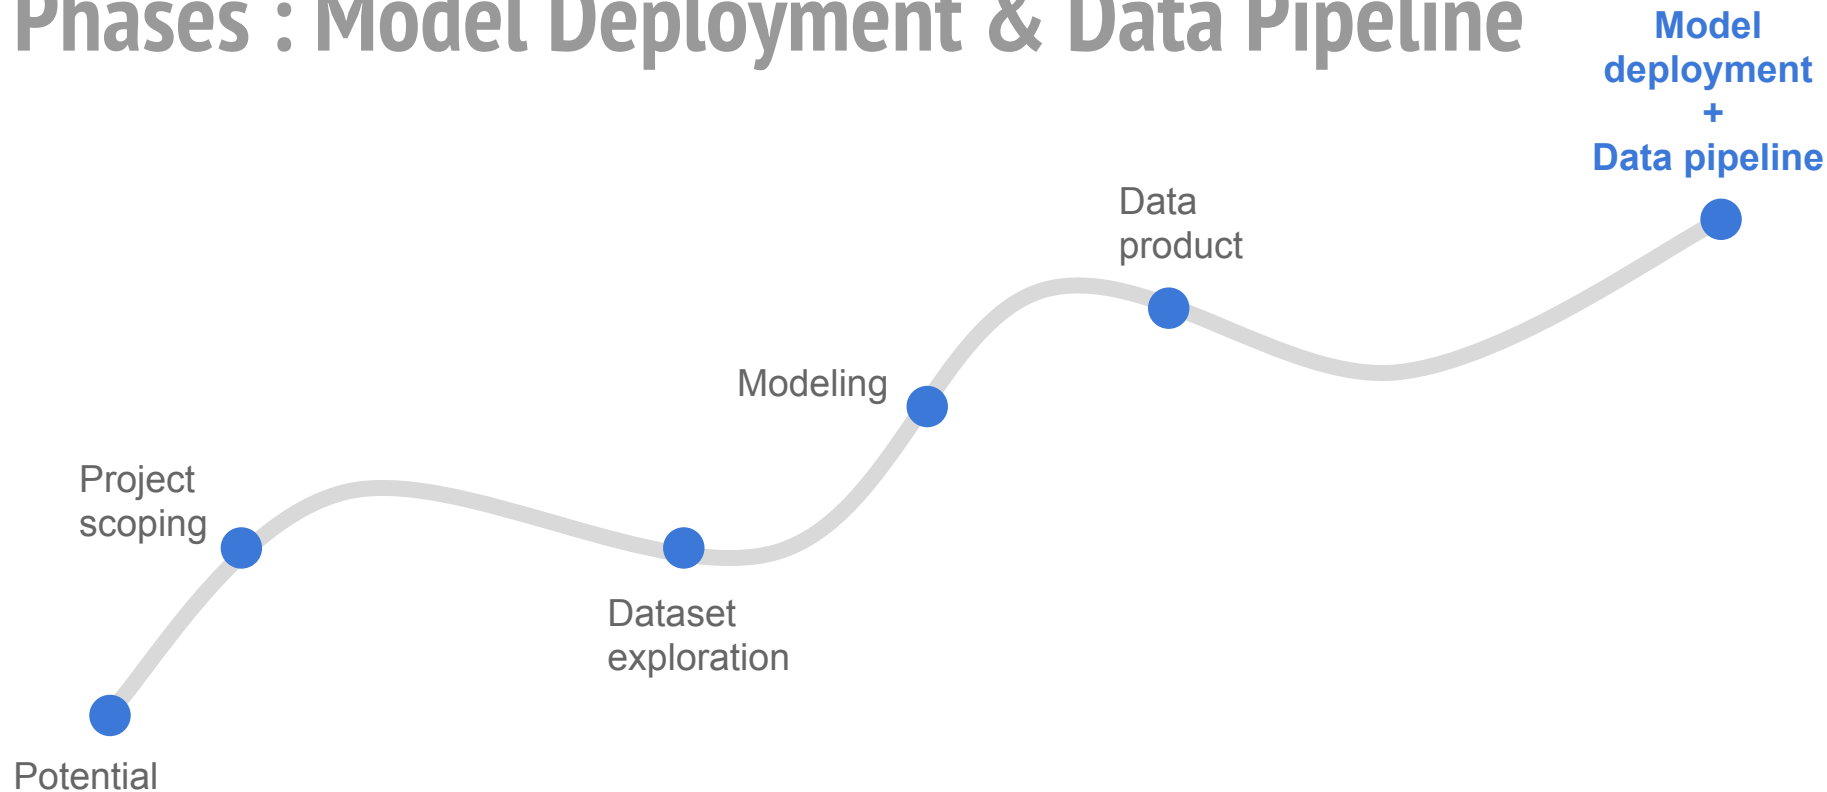 Phases : Model Deployment & Data Pipeline
Model
deployment
+
Data pipeline
Data
product
Modeling
Project
scoping
Dataset
exploration
Potential